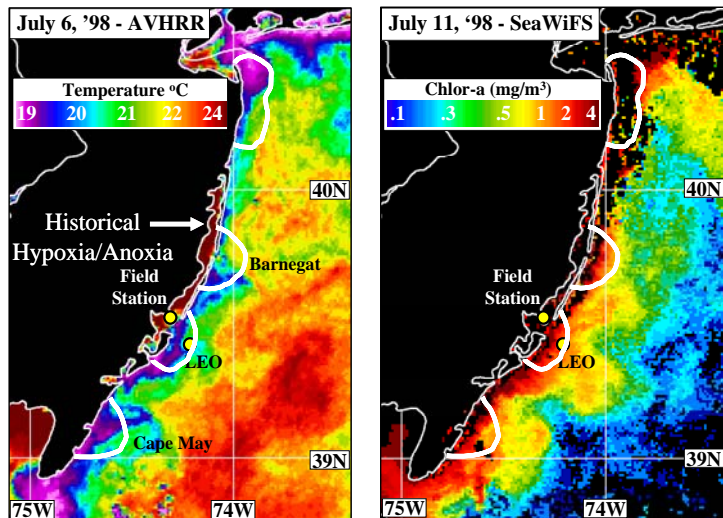 July 6, '98 - AVHRR
Temperature ºC
19 20 21 22 24
40N
Historical
Hypoxia/Anoxia
Barnegat
Field
Station
LEO
Cape May
39N
75W
74W
July 11, ‘98 - SeaWiFS
Chlor-a (mg/m³)
.1 .3 .5 1 2 4
40N
Field
Station
LEO
39N
75W
74W